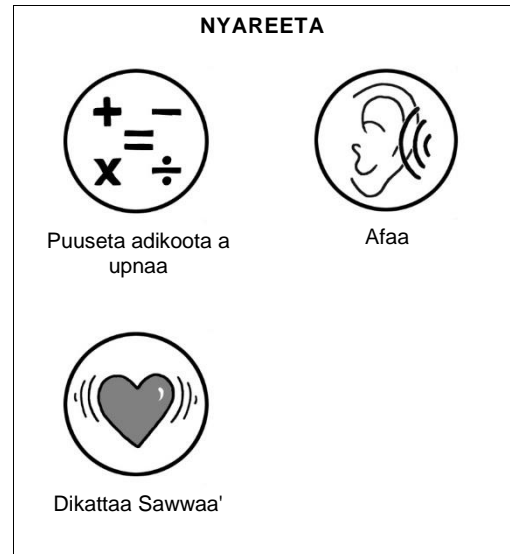 NYAREETA
+ −
=
x ÷
Puuseta adikoota a
upnaa
Afaa
Dikattaa Sawwaa'